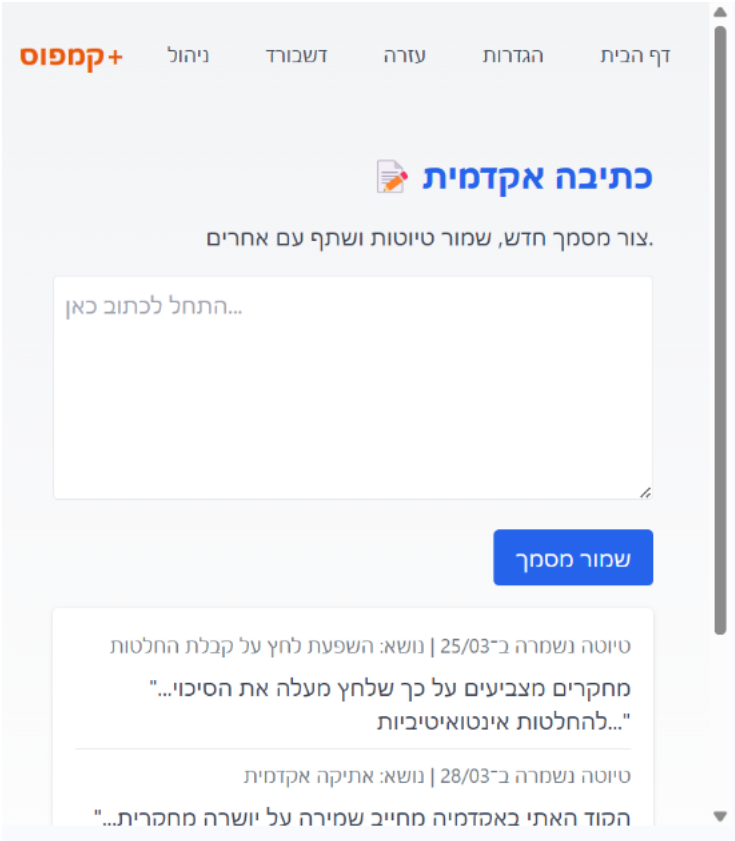 דף הבית הגדרות עזרה דשבורד ניהול קמפוס+
כתיבה אקדמית 📝
צור מסמך חדש, שמור טיוטות ושתף עם אחרים.
התחל לכתוב כאן...
שמור מסמך
טיוטה נשמרה ב־25/03 | נושא: השפעת לחץ על קבלת החלטות
מחקרים מצביעים על כך שלחץ מעלה את הסיכוי..."
"...להחלטות אינטואיטיביות
טיוטה נשמרה ב־28/03 | נושא: אתיקה אקדמית
הקוד האתי באקדמיה מחייב שמירה על יושרה מחקרית..."